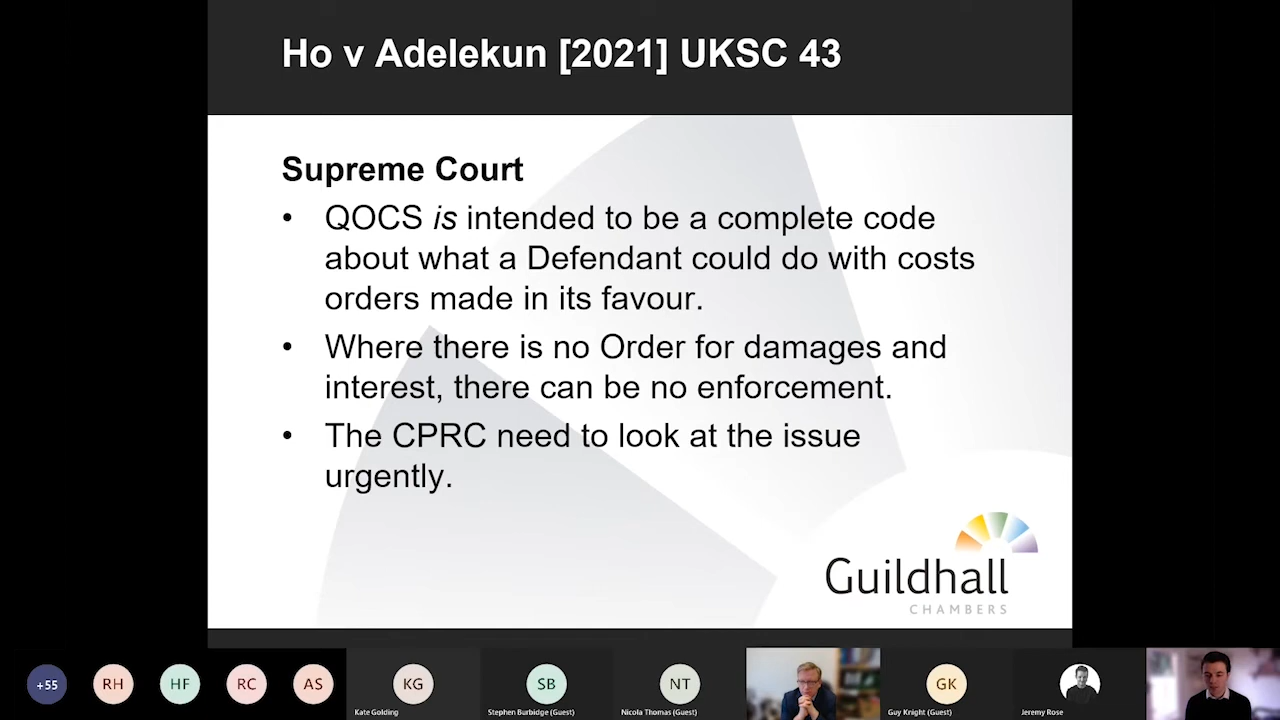 Ho v Adelekun [2021] UKSC 43
Supreme Court
• QOCS is intended to be a complete code
about what a Defendant could do with costs
orders made in its favour.
• Where there is no Order for damages and
interest, there can be no enforcement.
• The CPRC need to look at the issue
urgently.
Guildhall
CHAMBERS
+55
RH
HF
RC
AS
KG
Kate Golding
SB
Stephen Burbidge (Guest)
NT
Nicola Thomas (Guest)
GK
Guy Knight (Guest)
Jeremy Rose